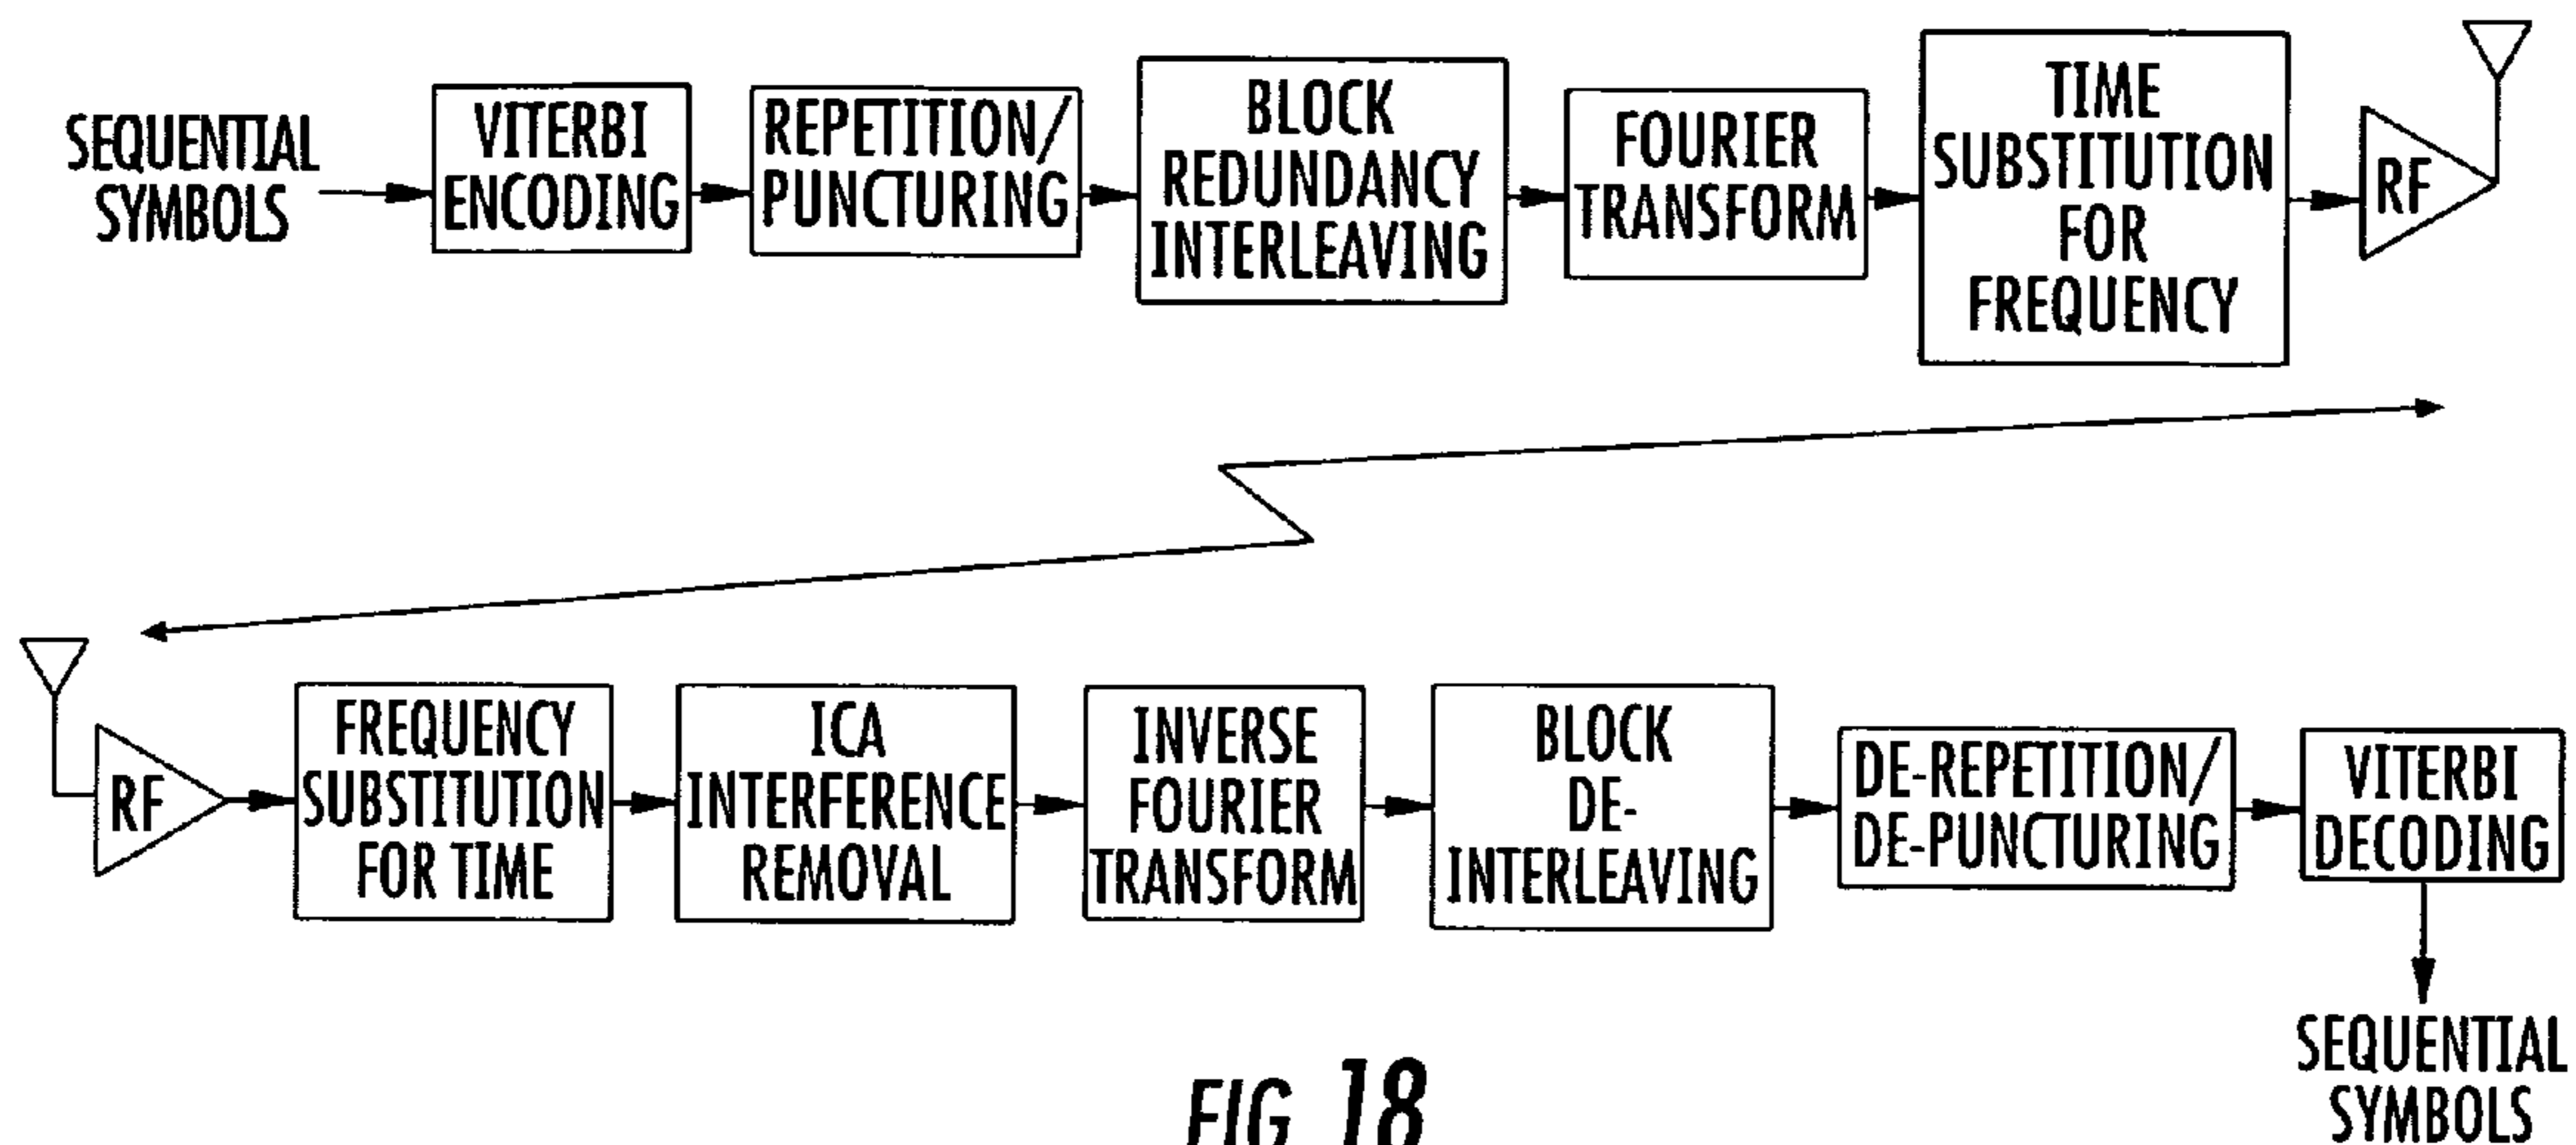 SEQUENTIAL
SYMBOLS
VITERBI
ENCODING
REPETITION/
PUNCTURING
BLOCK
REDUNDANCY
INTERLEAVING
FOURIER
TRANSFORM
TIME
SUBSTITUTION
FOR
FREQUENCY
RF
RF
FREQUENCY
SUBSTITUTION
FOR TIME
ICA
INTERFERENCE
REMOVAL
INVERSE
FOURIER
TRANSFORM
BLOCK
DE-
INTERLEAVING
DE-REPETITION/
DE-PUNCTURING
VITERBI
DECODING
SEQUENTIAL
SYMBOLS
FIG 18